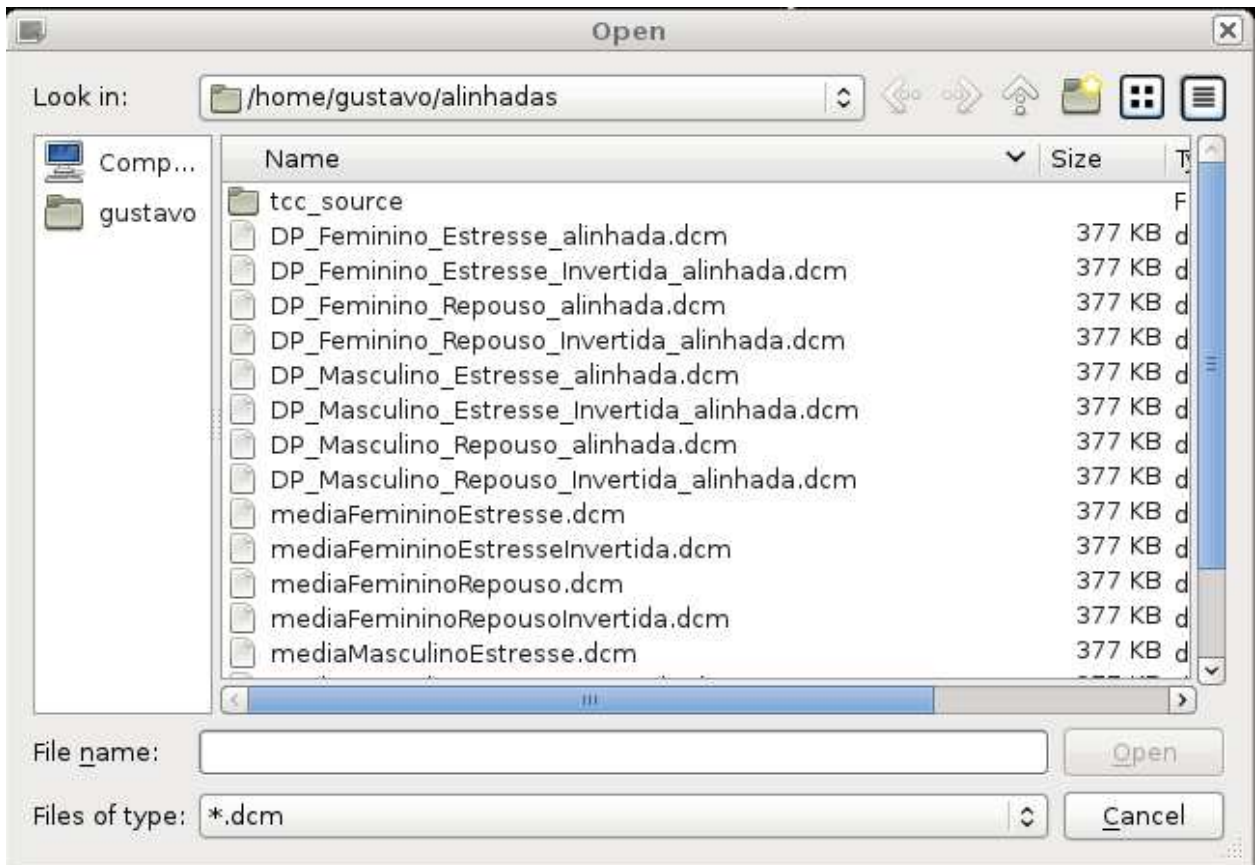 Open
Look in: /home/gustavo/alinhadas
Comp...
gustavo
Name Size
tcc_source F
DP_Feminino_Estresse_alinhada.dcm 377 KB d
DP_Feminino_Estresse_Invertida_alinhada.dcm 377 KB d
DP_Feminino_Repouso_alinhada.dcm 377 KB d
DP_Feminino_Repouso_Invertida_alinhada.dcm 377 KB d
DP_Masculino_Estresse_alinhada.dcm 377 KB d
DP_Masculino_Estresse_Invertida_alinhada.dcm 377 KB d
DP_Masculino_Repouso_alinhada.dcm 377 KB d
DP_Masculino_Repouso_Invertida_alinhada.dcm 377 KB d
mediaFemininoEstresse.dcm 377 KB d
mediaFemininoEstresseInvertida.dcm 377 KB d
mediaFemininoRepouso.dcm 377 KB d
mediaFemininoRepousoInvertida.dcm 377 KB d
mediaMasculinoEstresse.dcm 377 KB d
File name: Open
Files of type: *.dcm Cancel